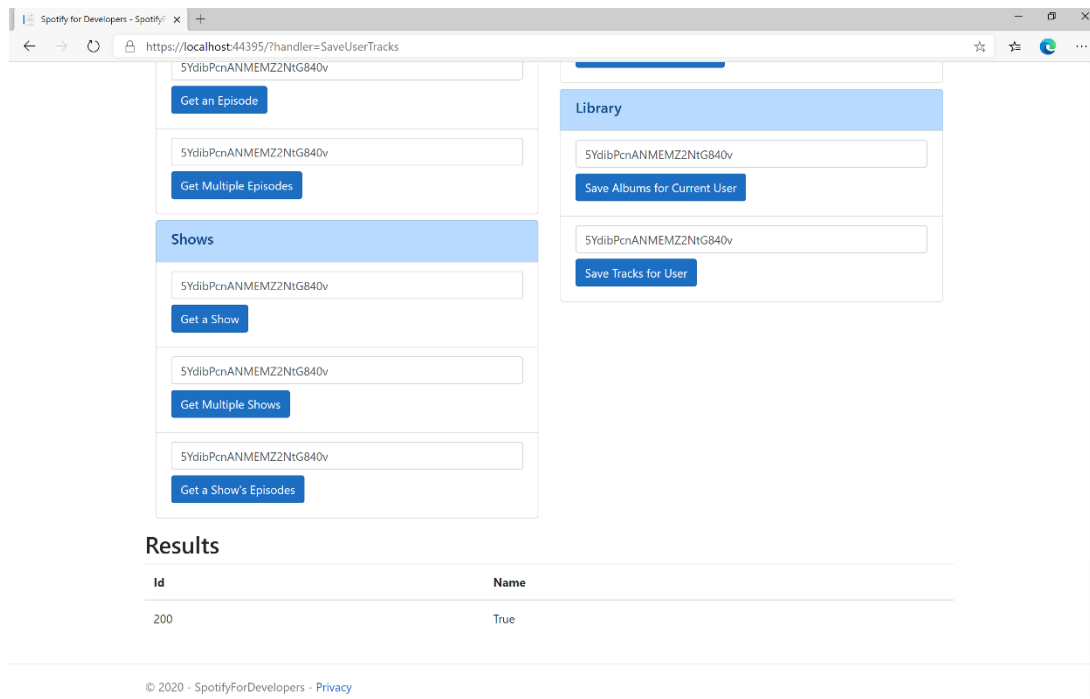 Spotify for Developers - Spotify
https://localhost:44395/?handler=SaveUserTracks
5YdibPcnANMEMZ2NtG840v
Get an Episode
5YdibPcnANMEMZ2NtG840v
Get Multiple Episodes
Shows
5YdibPcnANMEMZ2NtG840v
Get a Show
5YdibPcnANMEMZ2NtG840v
Get Multiple Shows
5YdibPcnANMEMZ2NtG840v
Get a Show's Episodes
Library
5YdibPcnANMEMZ2NtG840v
Save Albums for Current User
5YdibPcnANMEMZ2NtG840v
Save Tracks for User
Results
Id Name
200 True
© 2020 - SpotifyForDevelopers - Privacy